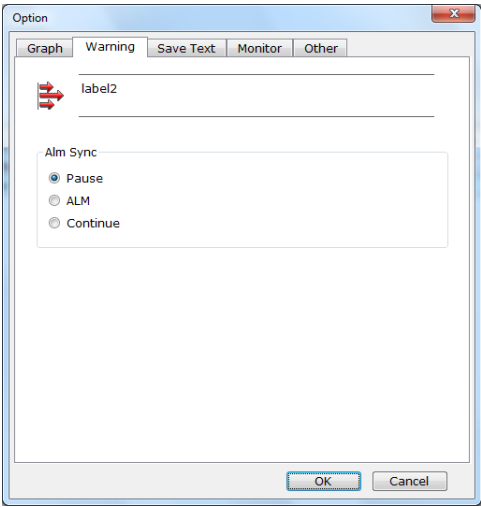 Option
Graph Warning Save Text Monitor Other
label2
Alm Sync
Pause
ALM
Continue
OK Cancel